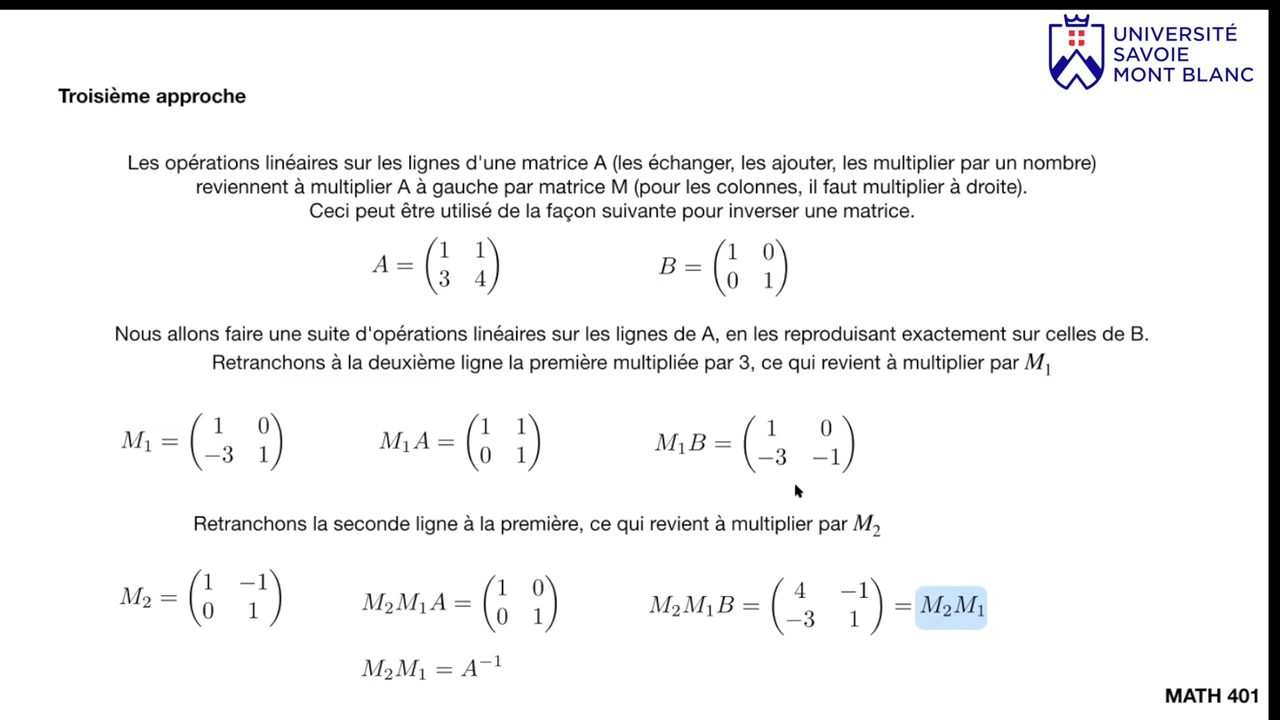 UNIVERSITÉ
SAVOIE
MONT BLANC
Troisième approche
Les opérations linéaires sur les lignes d'une matrice A (les échanger, les ajouter, les multiplier par un nombre)
reviennent à multiplier A à gauche par matrice M (pour les colonnes, il faut multiplier à droite).
Ceci peut être utilisé de la façon suivante pour inverser une matrice.
A = (1 1 3 4) B = (1 0 0 1)
Nous allons faire une suite d'opérations linéaires sur les lignes de A, en les reproduisant exactement sur celles de B.
Retranchons à la deuxième ligne la première multipliée par 3, ce qui revient à multiplier par M₁
M₁ = (1 0 −3 1) M₁A = (1 1 0 1) M₁B = (1 0 −3 −1)
Retranchons la seconde ligne à la première, ce qui revient à multiplier par M₂
M₂ = (1 −1 0 1) M₂M₁A = (1 0 0 1) M₂M₁B = (4 −1 −3 1) = M₂M₁
M₂M₁ = A⁻¹
MATH 401